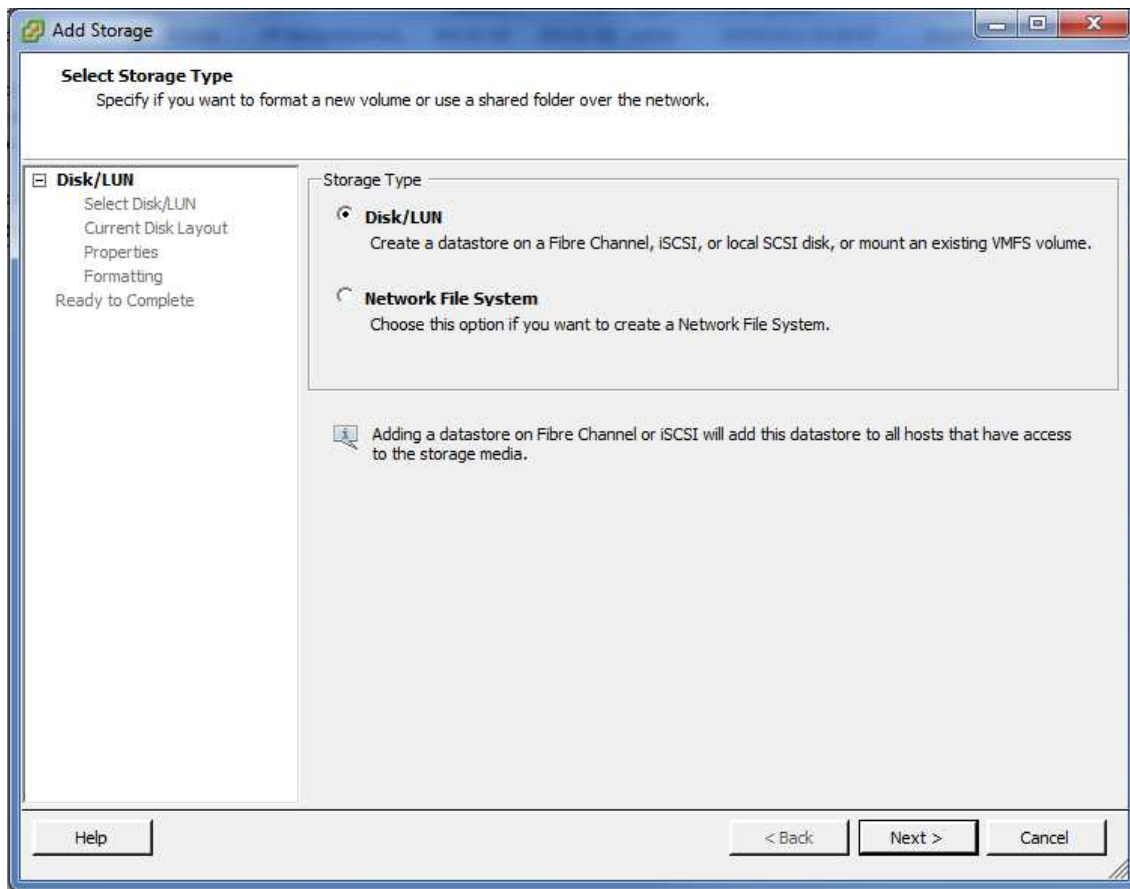 Add Storage
Select Storage Type
Specify if you want to format a new volume or use a shared folder over the network.
Disk/LUN
Select Disk/LUN
Current Disk Layout
Properties
Formatting
Ready to Complete
Storage Type
Disk/LUN
Create a datastore on a Fibre Channel, iSCSI, or local SCSI disk, or mount an existing VMFS volume.
Network File System
Choose this option if you want to create a Network File System.
Adding a datastore on Fibre Channel or iSCSI will add this datastore to all hosts that have access
to the storage media.
Help
< Back
Next >
Cancel